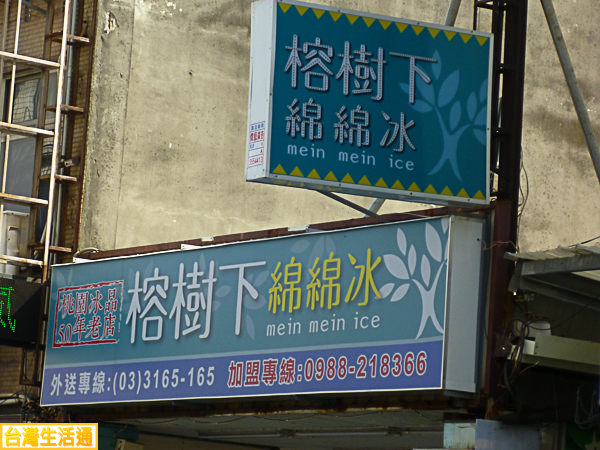 榕樹下
綿綿冰
mein mein ice
桃園冰品
50年老店
榕樹下 綿綿冰
mein mein ice
外送專線:(03)3165-165 加盟專線:0988-218366
台灣生活通